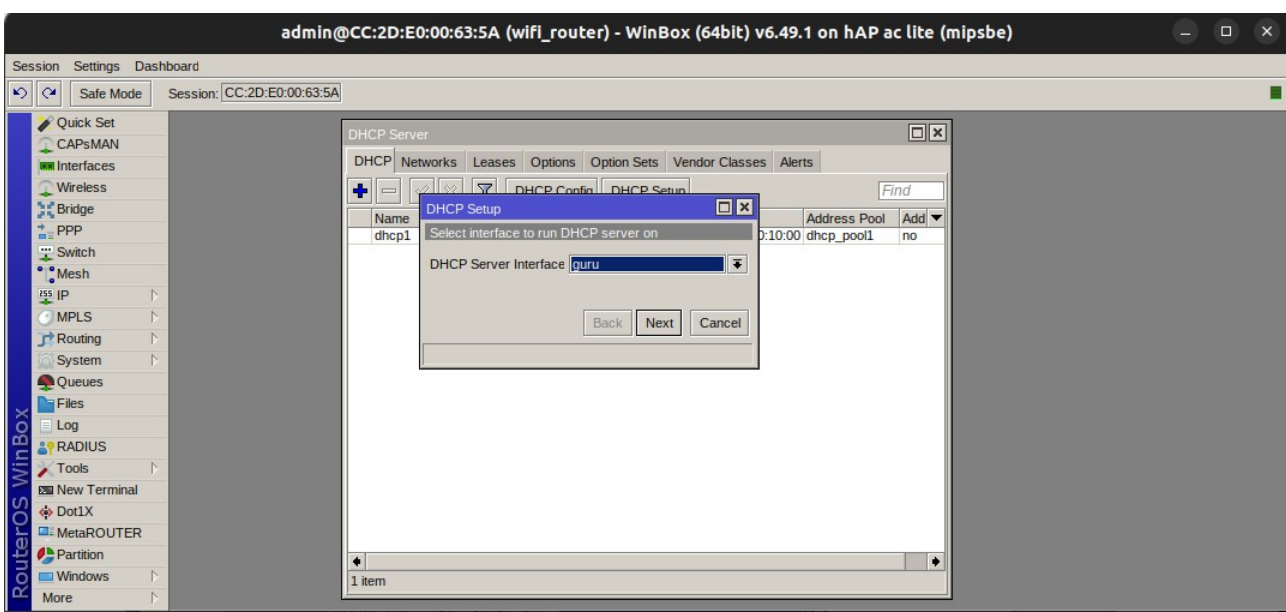 admin@CC:2D:E0:00:63:5A (wifi_router) - WinBox (64bit) v6.49.1 on hAP ac lite (mipsbe)
Session Settings Dashboard
Safe Mode Session: CC:2D:E0:00:63:5A
Quick Set
CAPsMAN
Interfaces
Wireless
Bridge
PPP
Switch
Mesh
IP
MPLS
Routing
System
Queues
Files
Log
RADIUS
Tools
New Terminal
Dot1X
MetaROUTER
Partition
Windows
More
RouterOS WinBox
DHCP Server
DHCP Networks Leases Options Option Sets Vendor Classes Alerts
DHCP Config DHCP Setup Find
Name Address Pool Add
dhcp1 0:10:00 dhcp_pool1 no
DHCP Setup
Select interface to run DHCP server on
DHCP Server Interface guru
Back Next Cancel
1 item